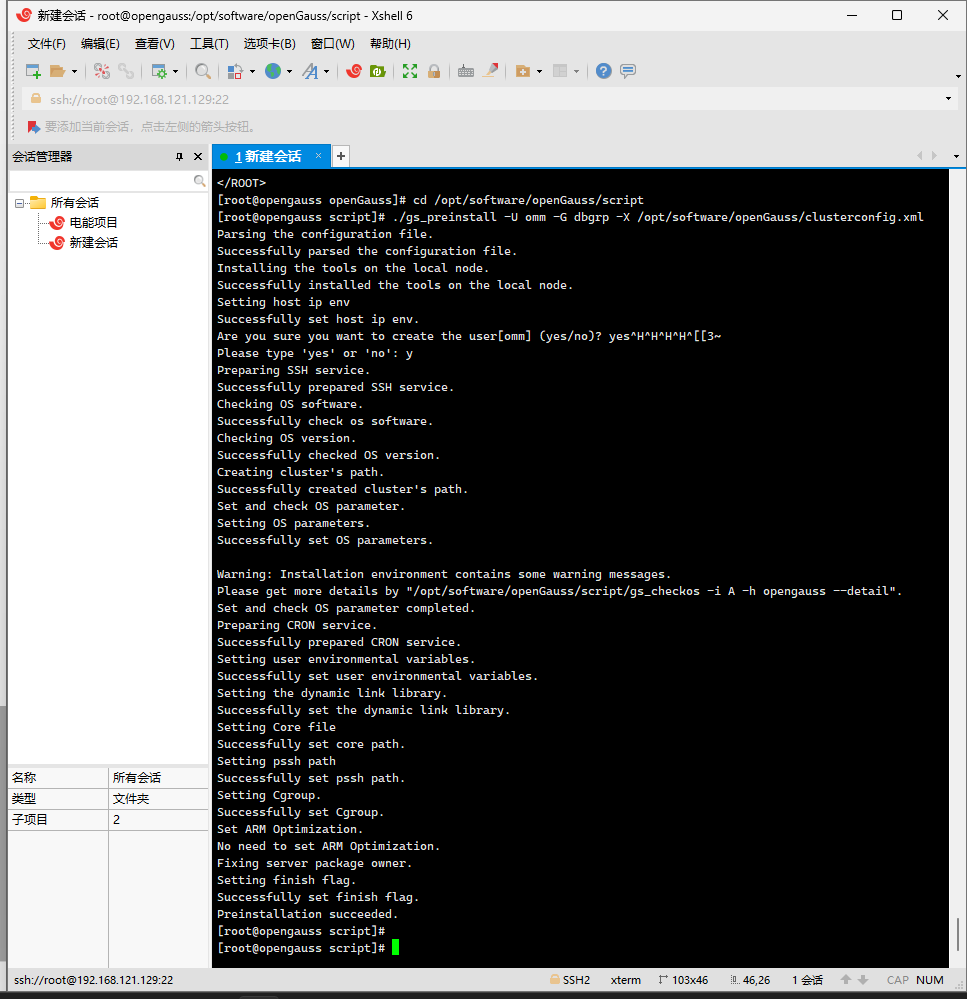 新建会话 - root@opengauss:/opt/software/openGauss/script - Xshell 6
文件(F) 编辑(E) 查看(V) 工具(T) 选项卡(B) 窗口(W) 帮助(H)
ssh://root@192.168.121.129:22
要添加当前会话，点击左侧的箭头按钮。
会话管理器
1 新建会话
所有会话
电能项目
新建会话
</ROOT>
[root@opengauss openGauss]# cd /opt/software/openGauss/script
[root@opengauss script]# ./gs_preinstall -U omm -G dbgrp -X /opt/software/openGauss/clusterconfig.xml
Parsing the configuration file.
Successfully parsed the configuration file.
Installing the tools on the local node.
Successfully installed the tools on the local node.
Setting host ip env
Successfully set host ip env.
Are you sure you want to create the user[omm] (yes/no)? yes^H^H^H^H^[[3~
Please type 'yes' or 'no': y
Preparing SSH service.
Successfully prepared SSH service.
Checking OS software.
Successfully check os software.
Checking OS version.
Successfully checked OS version.
Creating cluster's path.
Successfully created cluster's path.
Set and check OS parameter.
Setting OS parameters.
Successfully set OS parameters.
Warning: Installation environment contains some warning messages.
Please get more details by "/opt/software/openGauss/script/gs_checkos -i A -h opengauss --detail".
Set and check OS parameter completed.
Preparing CRON service.
Successfully prepared CRON service.
Setting user environmental variables.
Successfully set user environmental variables.
Setting the dynamic link library.
Successfully set the dynamic link library.
Setting Core file
Successfully set core path.
Setting pssh path
Successfully set pssh path.
Setting Cgroup.
Successfully set Cgroup.
Set ARM Optimization.
No need to set ARM Optimization.
Fixing server package owner.
Setting finish flag.
Successfully set finish flag.
Preinstallation succeeded.
[root@opengauss script]#
[root@opengauss script]#
名称 所有会话
类型 文件夹
子项目 2
ssh://root@192.168.121.129:22 SSH2 xterm 103x46 46,26 1 会话 CAP NUM